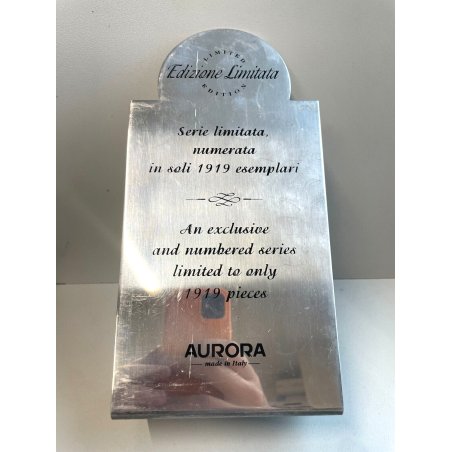 LIMITED
Edizione Limitata
EDITION
Serie limitata,
numerata
in soli 1919 esemplari
An exclusive
and numbered series
limited to only
1919 pieces
AURORA
made in Italy